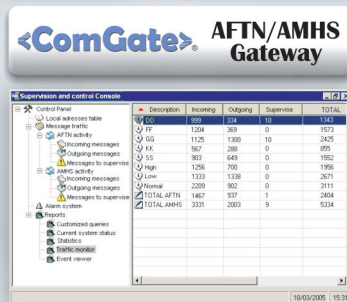 <ComGate>®
AFTN/AMHS
Gateway
Supervision and control Console
Control Panel
Local adresses table
Message traffic
AFTN activity
Incoming messages
Outgoing messages
Messages to supervise
AMHS activity
Incoming messages
Outgoing messages
Messages to supervise
Alarm system
Reports
Customized queries
Current system status
Statistics
Traffic monitor
Event viewer
Description Incoming Outgoing Supervise TOTAL
DD 999 334 10 1343
FF 1204 369 0 1573
GG 1125 1300 10 2425
KK 567 288 0 855
SS 903 649 0 1552
High 1256 700 0 1956
Low 1333 1338 0 2671
Normal 2209 902 0 3111
TOTAL AFTN 1467 937 1 2404
TOTAL AMHS 3331 2003 9 5334
10/03/2005 15:31